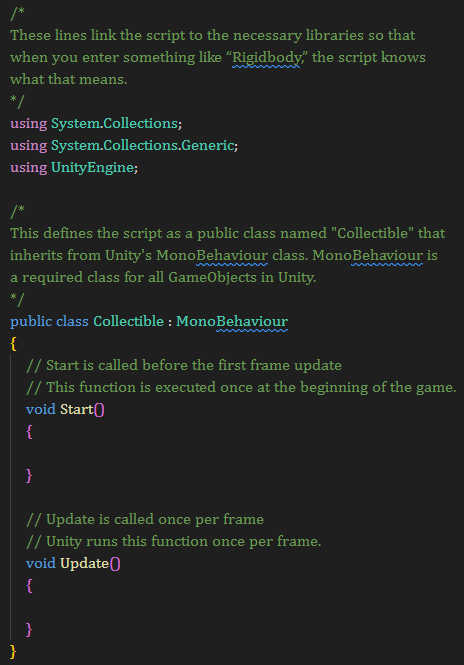 /*
These lines link the script to the necessary libraries so that
when you enter something like “Rigidbody,” the script knows
what that means.
*/
using System.Collections;
using System.Collections.Generic;
using UnityEngine;
/*
This defines the script as a public class named "Collectible" that
inherits from Unity's MonoBehaviour class. MonoBehaviour is
a required class for all GameObjects in Unity.
*/
public class Collectible : MonoBehaviour
{
// Start is called before the first frame update
// This function is executed once at the beginning of the game.
void Start()
{
}
// Update is called once per frame
// Unity runs this function once per frame.
void Update()
{
}
}